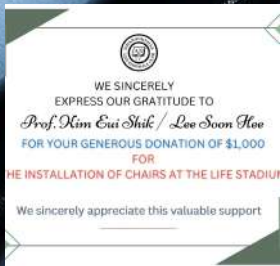 WE SINCERELY
EXPRESS OUR GRATITUDE TO
Prof. Kim Eui Shik / Lee Soon Hee
FOR YOUR GENEROUS DONATION OF $1,000
FOR
HE INSTALLATION OF CHAIRS AT THE LIFE STADIUM
We sincerely appreciate this valuable support